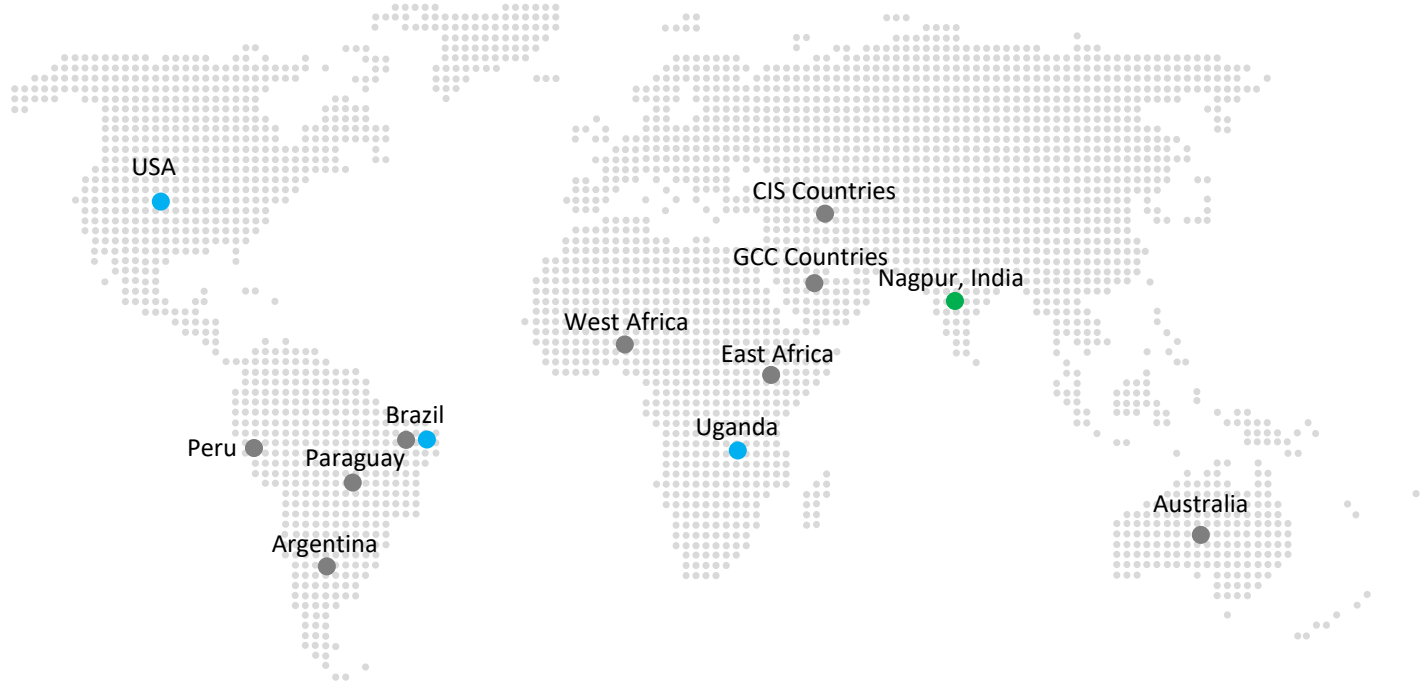 USA
CIS Countries
GCC Countries
Nagpur, India
West Africa
East Africa
Brazil
Uganda
Peru
Paraguay
Australia
Argentina